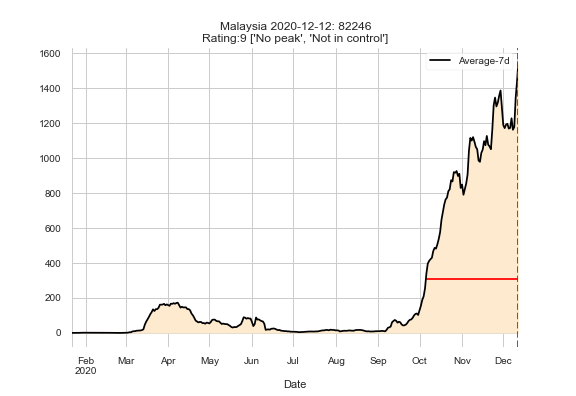 Malaysia 2020-12-12: 82246
Rating:9 ['No peak', 'Not in control']
Average-7d
1600
1400
1200
1000
800
600
400
200
0
Feb Mar Apr May Jun Jul Aug Sep Oct Nov Dec
2020
Date